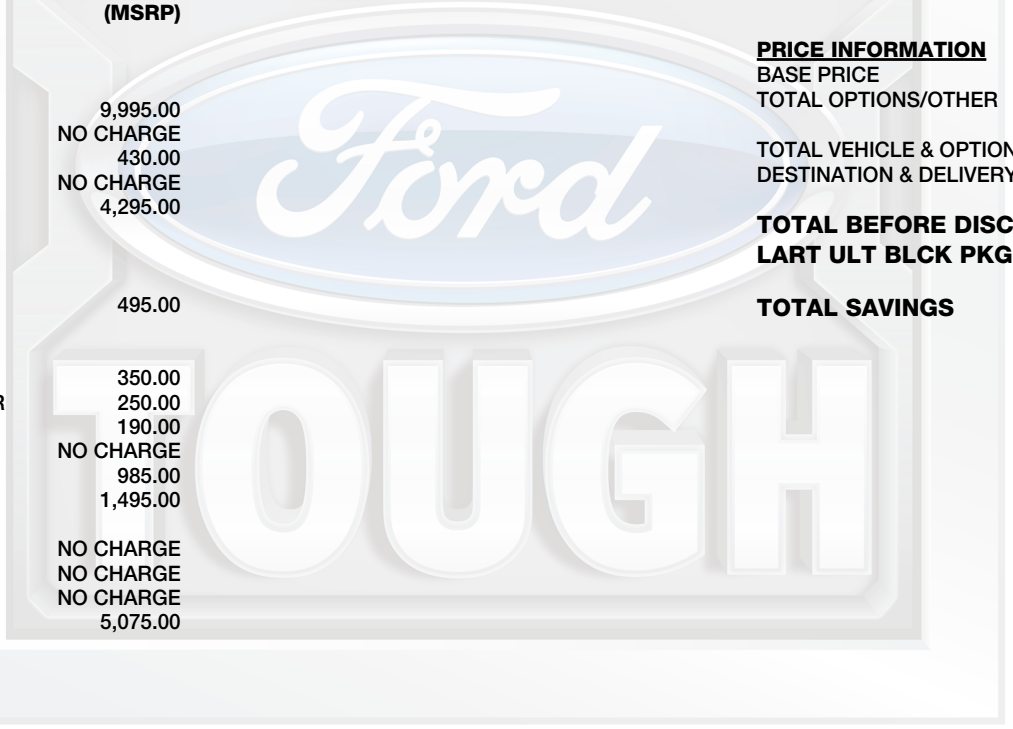 (MSRP)
9,995.00
NO CHARGE
430.00
NO CHARGE
4,295.00
495.00
350.00
R 250.00
190.00
NO CHARGE
985.00
1,495.00
NO CHARGE
NO CHARGE
NO CHARGE
5,075.00
PRICE INFORMATION
BASE PRICE
TOTAL OPTIONS/OTHER
TOTAL VEHICLE & OPTION
DESTINATION & DELIVERY
TOTAL BEFORE DISC
LART ULT BLCK PKG
TOTAL SAVINGS
Ford
TOUGH